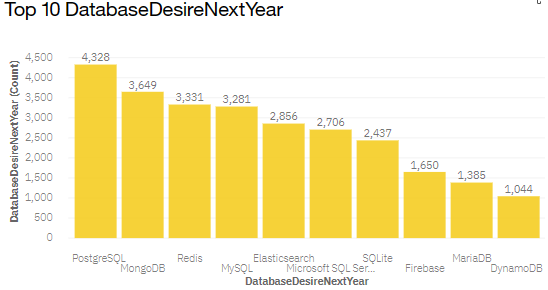 Top 10 DatabaseDesireNextYear
DatabaseDesireNextYear (Count)
4,500
4,000
3,500
3,000
2,500
2,000
1,500
1,000
500
0
4,328
3,649
3,331
3,281
2,856
2,706
2,437
1,650
1,385
1,044
PostgreSQL
MongoDB
Redis
MySQL
Elasticsearch
Microsoft SQL Ser...
SQLite
Firebase
MariaDB
DynamoDB
DatabaseDesireNextYear